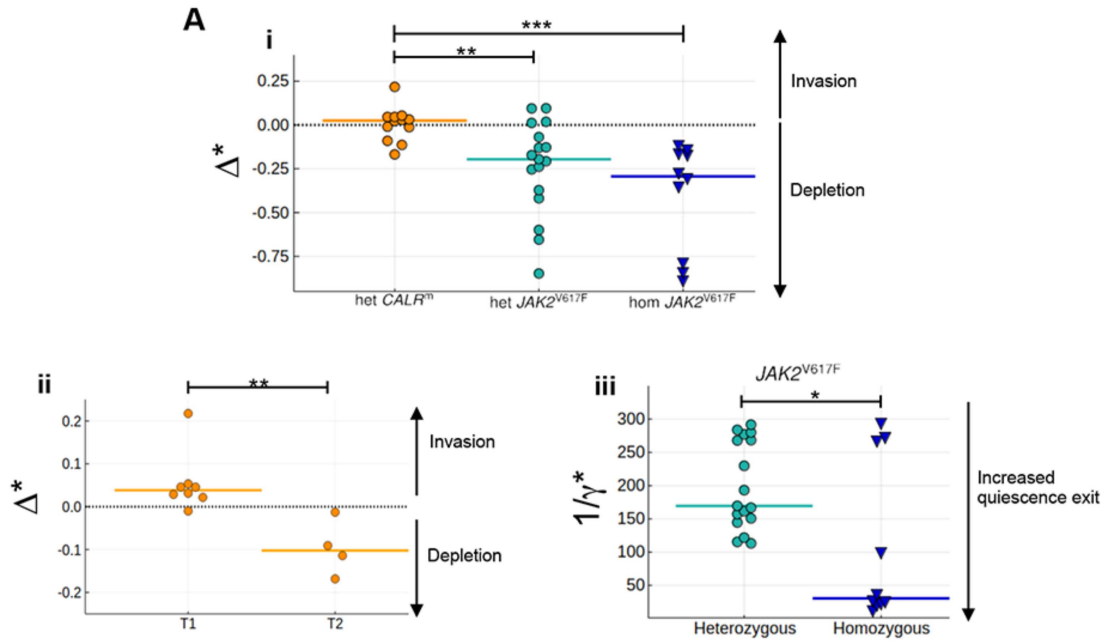 A
i
***
**
Δ*
0.25
0.00
-0.25
-0.50
-0.75
het CALRᵐ
het JAK2ⱽ⁶¹⁷ꟳ
hom JAK2ⱽ⁶¹⁷ꟳ
Invasion
Depletion
ii
**
Δ*
0.2
0.1
0.0
-0.1
-0.2
T1
T2
Invasion
Depletion
iii
JAK2ⱽ⁶¹⁷ꟳ
*
1/γ*
300
250
200
150
100
50
Heterozygous
Homozygous
Increased
quiescence exit